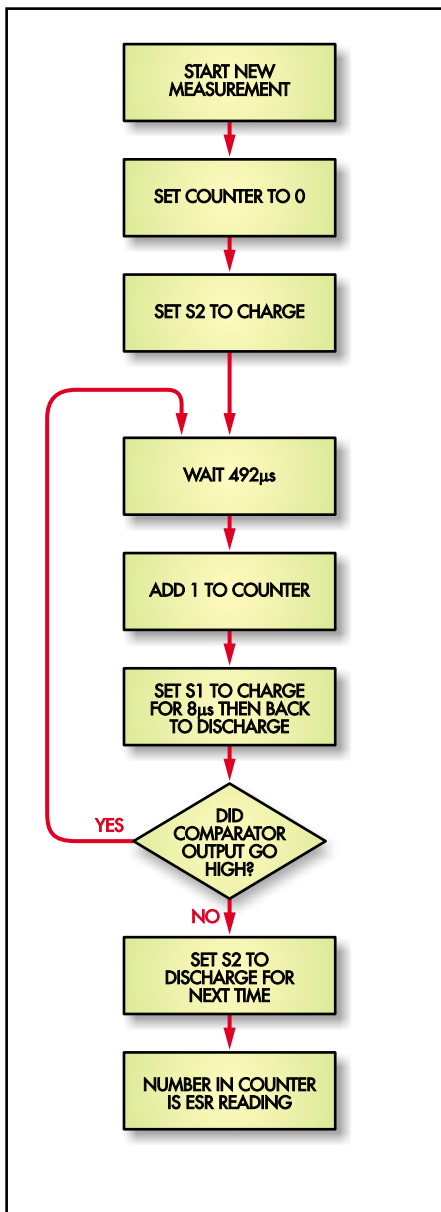 START NEW
MEASUREMENT
SET COUNTER TO 0
SET S2 TO CHARGE
WAIT 492µs
ADD 1 TO COUNTER
SET S1 TO CHARGE
FOR 8µs THEN BACK
TO DISCHARGE
DID
COMPARATOR
OUTPUT GO
HIGH?
YES
NO
SET S2 TO
DISCHARGE FOR
NEXT TIME
NUMBER IN COUNTER
IS ESR READING